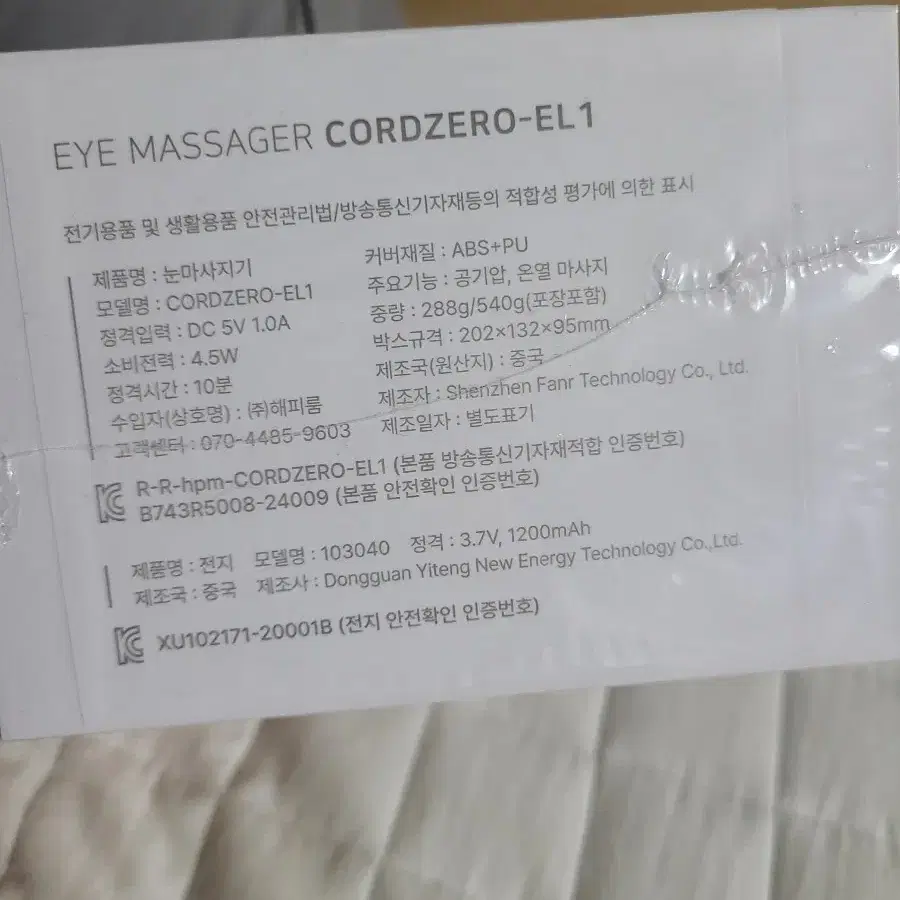 EYE MASSAGER CORDZERO-EL1
전기용품 및 생활용품 안전관리법/방송통신기자재등의 적합성 평가에 의한 표시
제품명 : 눈마사지기
모델명 : CORDZERO-EL1
정격입력 : DC 5V 1.0A
소비전력 : 4.5W
정격시간 : 10분
수입자(상호명) : ㈜해피룸
고객센터 : 070-4485-9603
커버재질 : ABS+PU
주요기능 : 공기압, 온열 마사지
중량 : 288g/540g(포장포함)
박스규격 : 202×132×95mm
제조국(원산지) : 중국
제조자 : Shenzhen Fanr Technology Co., Ltd.
제조일자 : 별도표기
R-R-hpm-CORDZERO-EL1 (본품 방송통신기자재적합 인증번호)
B743R5008-24009 (본품 안전확인 인증번호)
제품명 : 전지 모델명 : 103040 정격 : 3.7V, 1200mAh
제조국 : 중국 제조사 : Dongguan Yiteng New Energy Technology Co.,Ltd.
XU102171-20001B (전지 안전확인 인증번호)